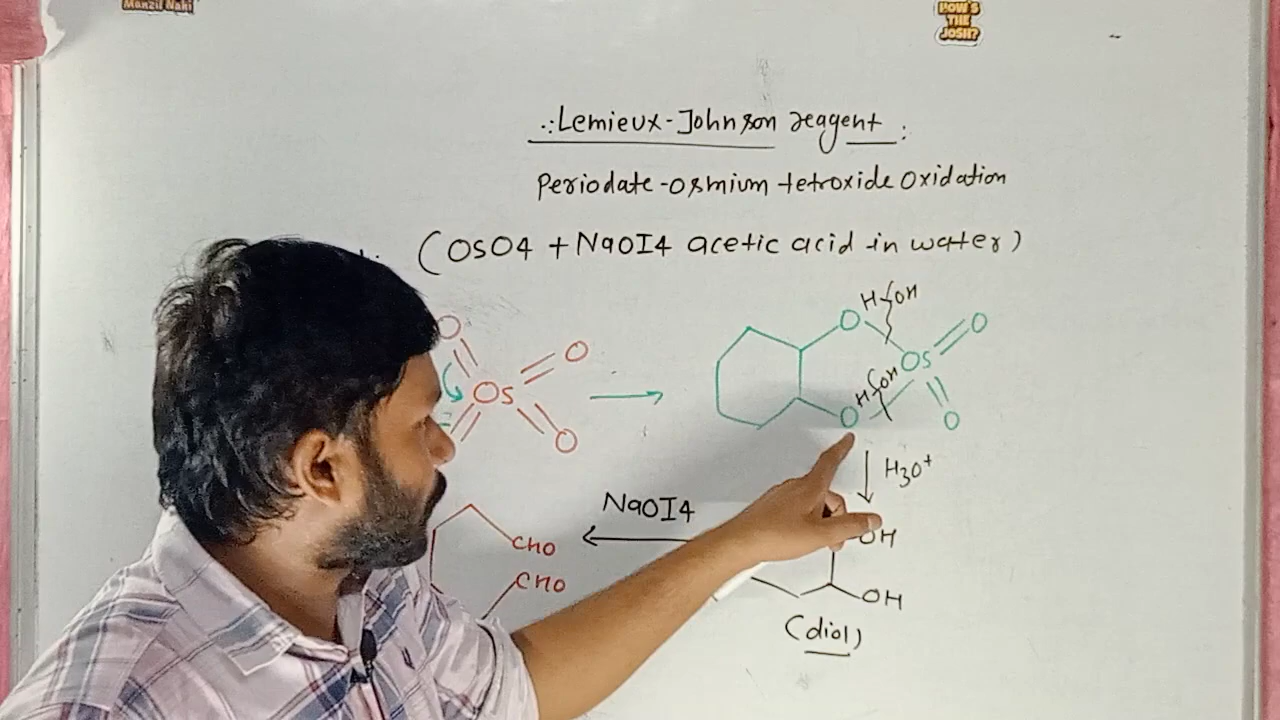 Manzil Nahi
HOW'S
THE
JOSH?
∴Lemieux-Johnson reagent :
Periodate-Osmium tetroxide Oxidation
(OsO4 + NaOI4 acetic acid in water)
O
O
Os
O
H OH
O
Os
O
H OH
O
O
H3O+
NaOI4
CHO
CHO
OH
OH
(diol)